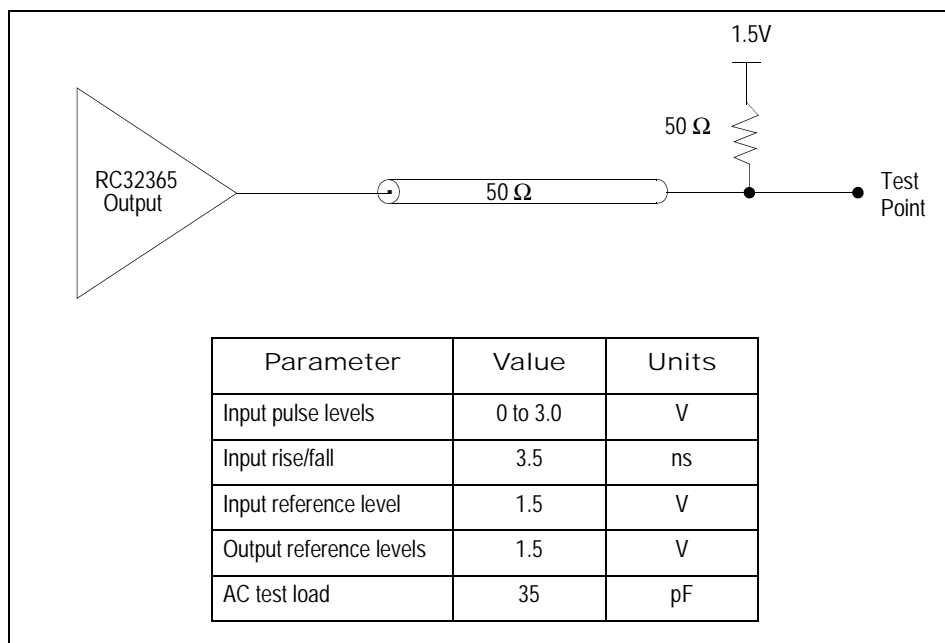 1.5V
50 Ω
RC32365
Output
50 Ω
Test
Point
Parameter Value Units
Input pulse levels 0 to 3.0 V
Input rise/fall 3.5 ns
Input reference level 1.5 V
Output reference levels 1.5 V
AC test load 35 pF